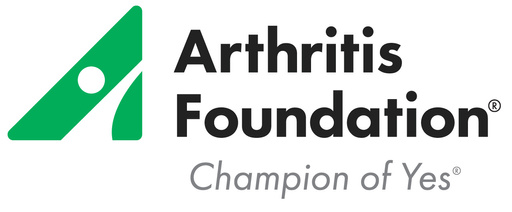 Arthritis
Foundation®
Champion of Yes®